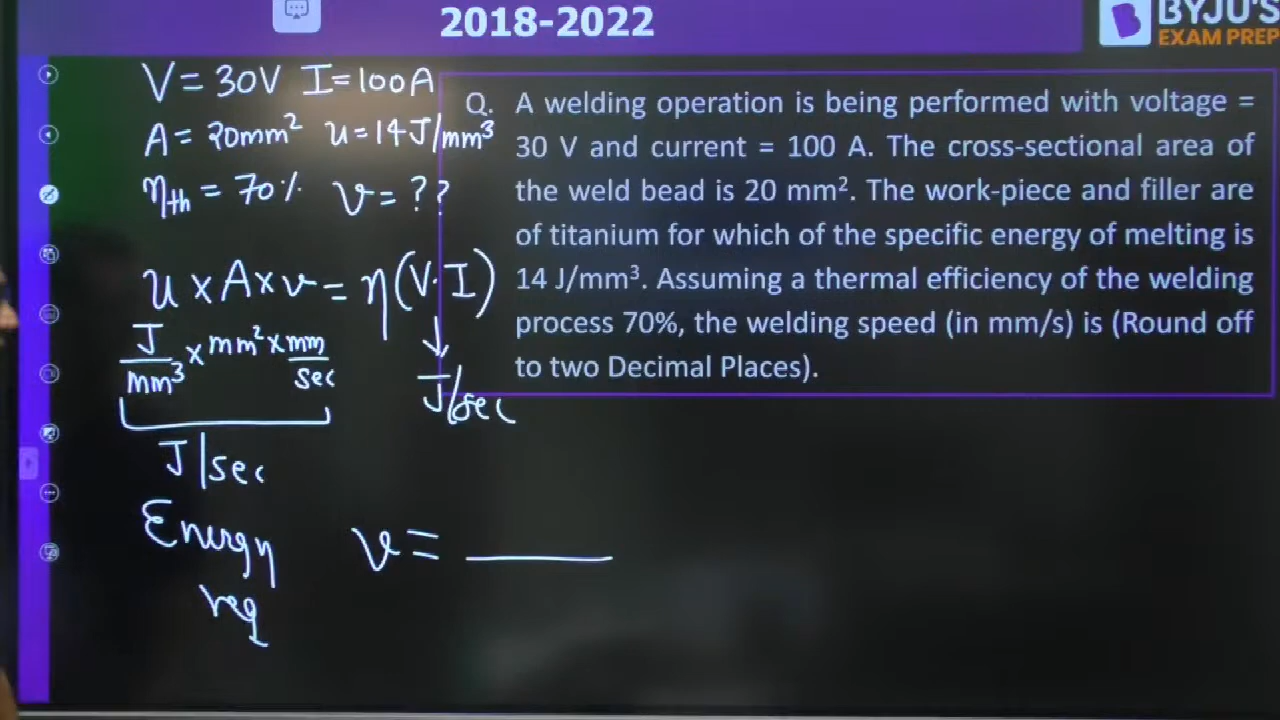 2018-2022
BYJU'S
EXAM PREP
V = 30V I = 100A
A = 20mm² u = 14 J/mm³
ηth = 70% v = ??
u × A × v = η(V·I)
J/mm³ × mm² × mm/sec
J/sec
J/sec
Energy
req
v =
Q. A welding operation is being performed with voltage =
30 V and current = 100 A. The cross-sectional area of
the weld bead is 20 mm². The work-piece and filler are
of titanium for which of the specific energy of melting is
14 J/mm³. Assuming a thermal efficiency of the welding
process 70%, the welding speed (in mm/s) is (Round off
to two Decimal Places).